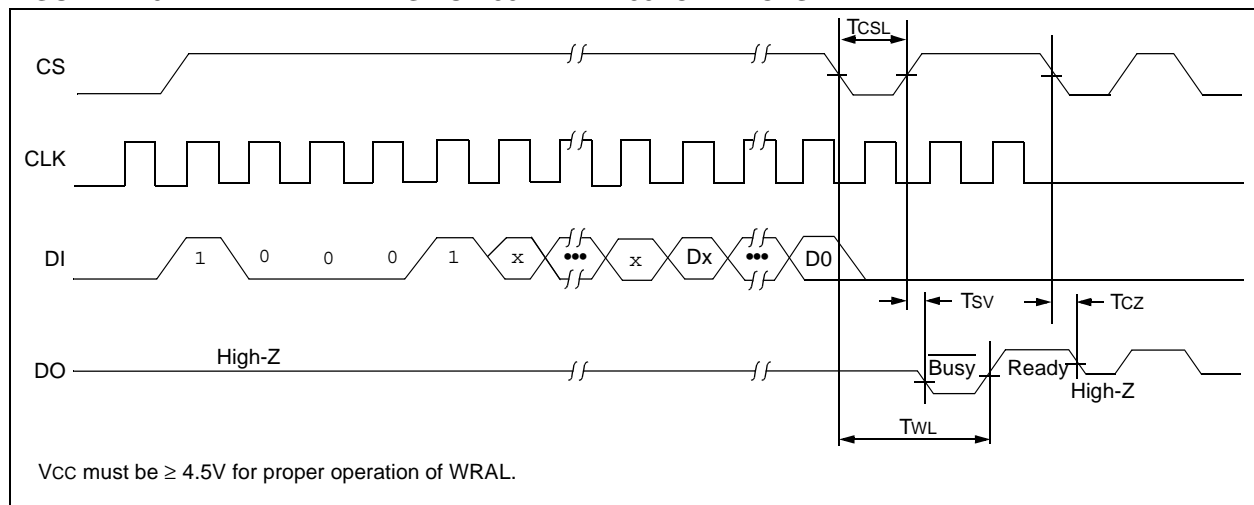 TCSL
CS
CLK
DI 1 0 0 0 1 x ••• x Dx ••• D0
TSV TCZ
High-Z
DO Busy Ready
High-Z
TWL
VCC must be ≥ 4.5V for proper operation of WRAL.